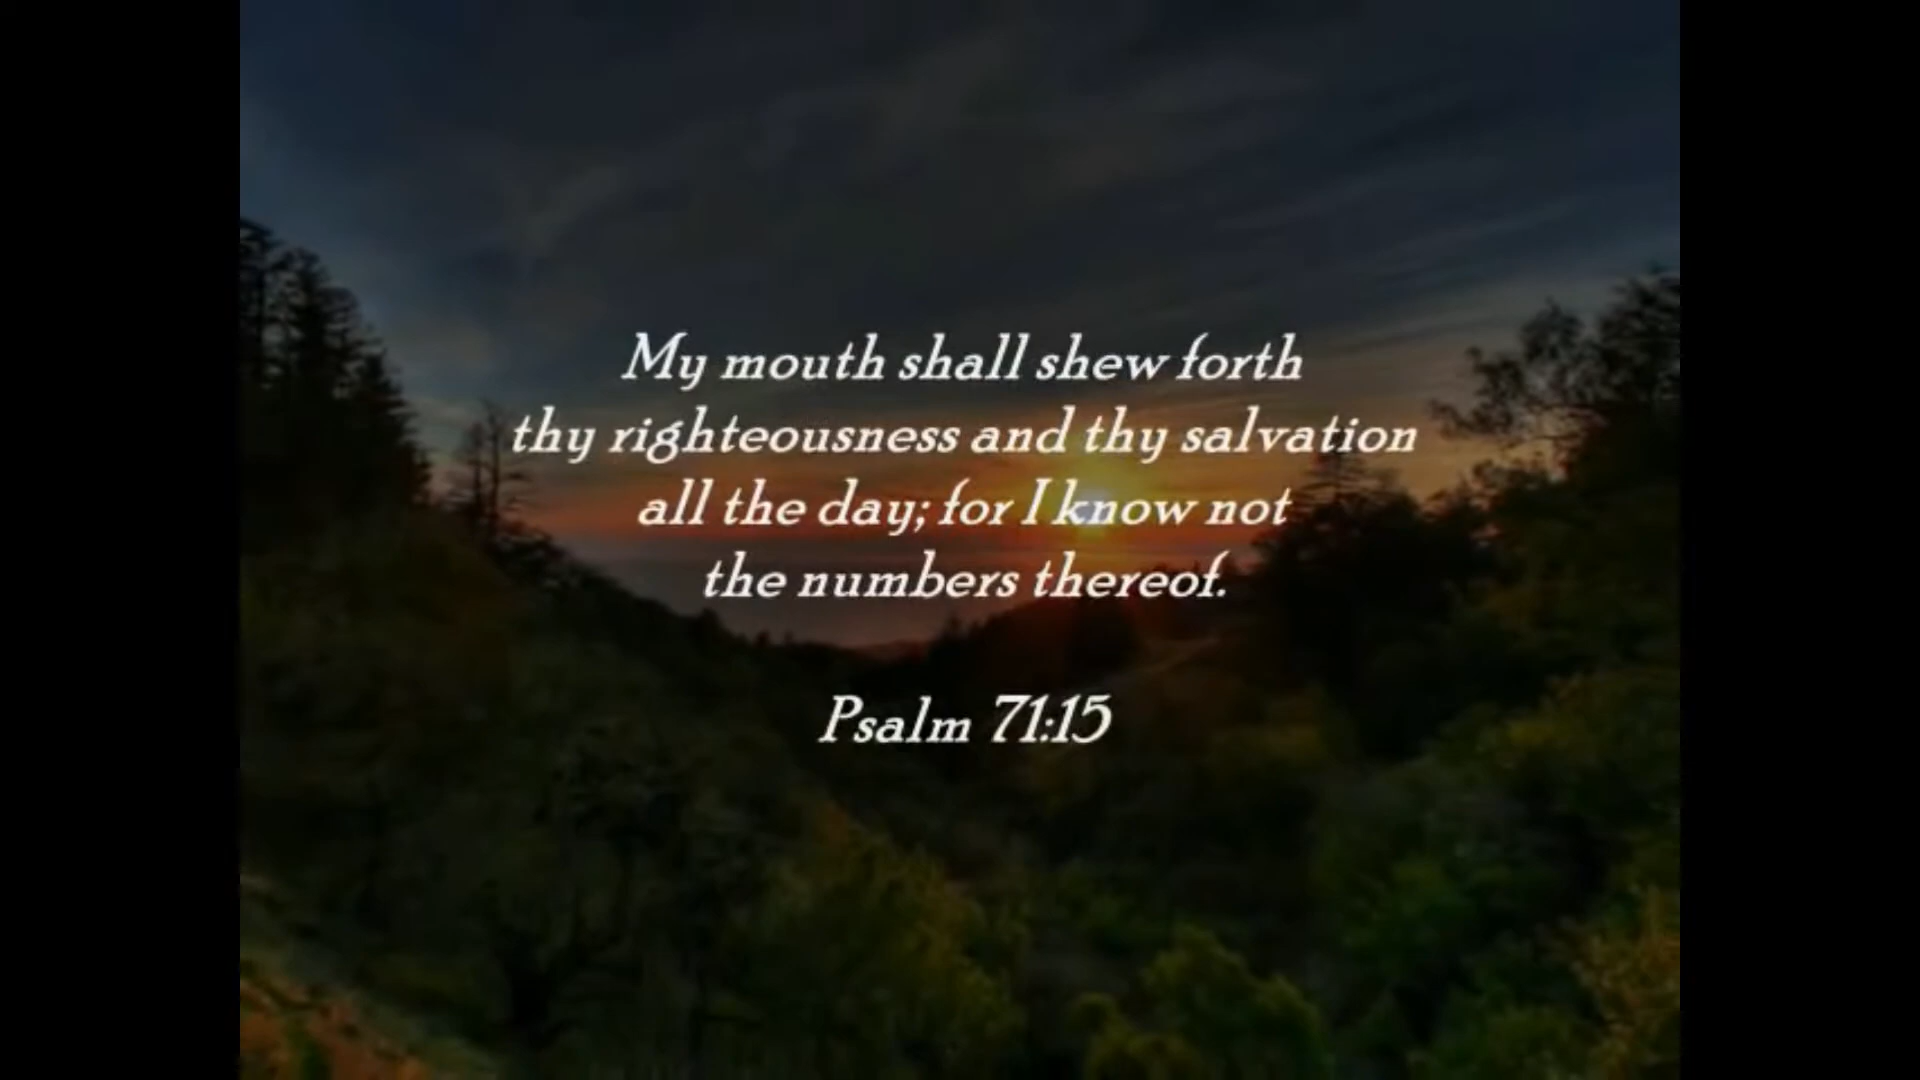 My mouth shall shew forth
thy righteousness and thy salvation
all the day; for I know not
the numbers thereof.
Psalm 71:15